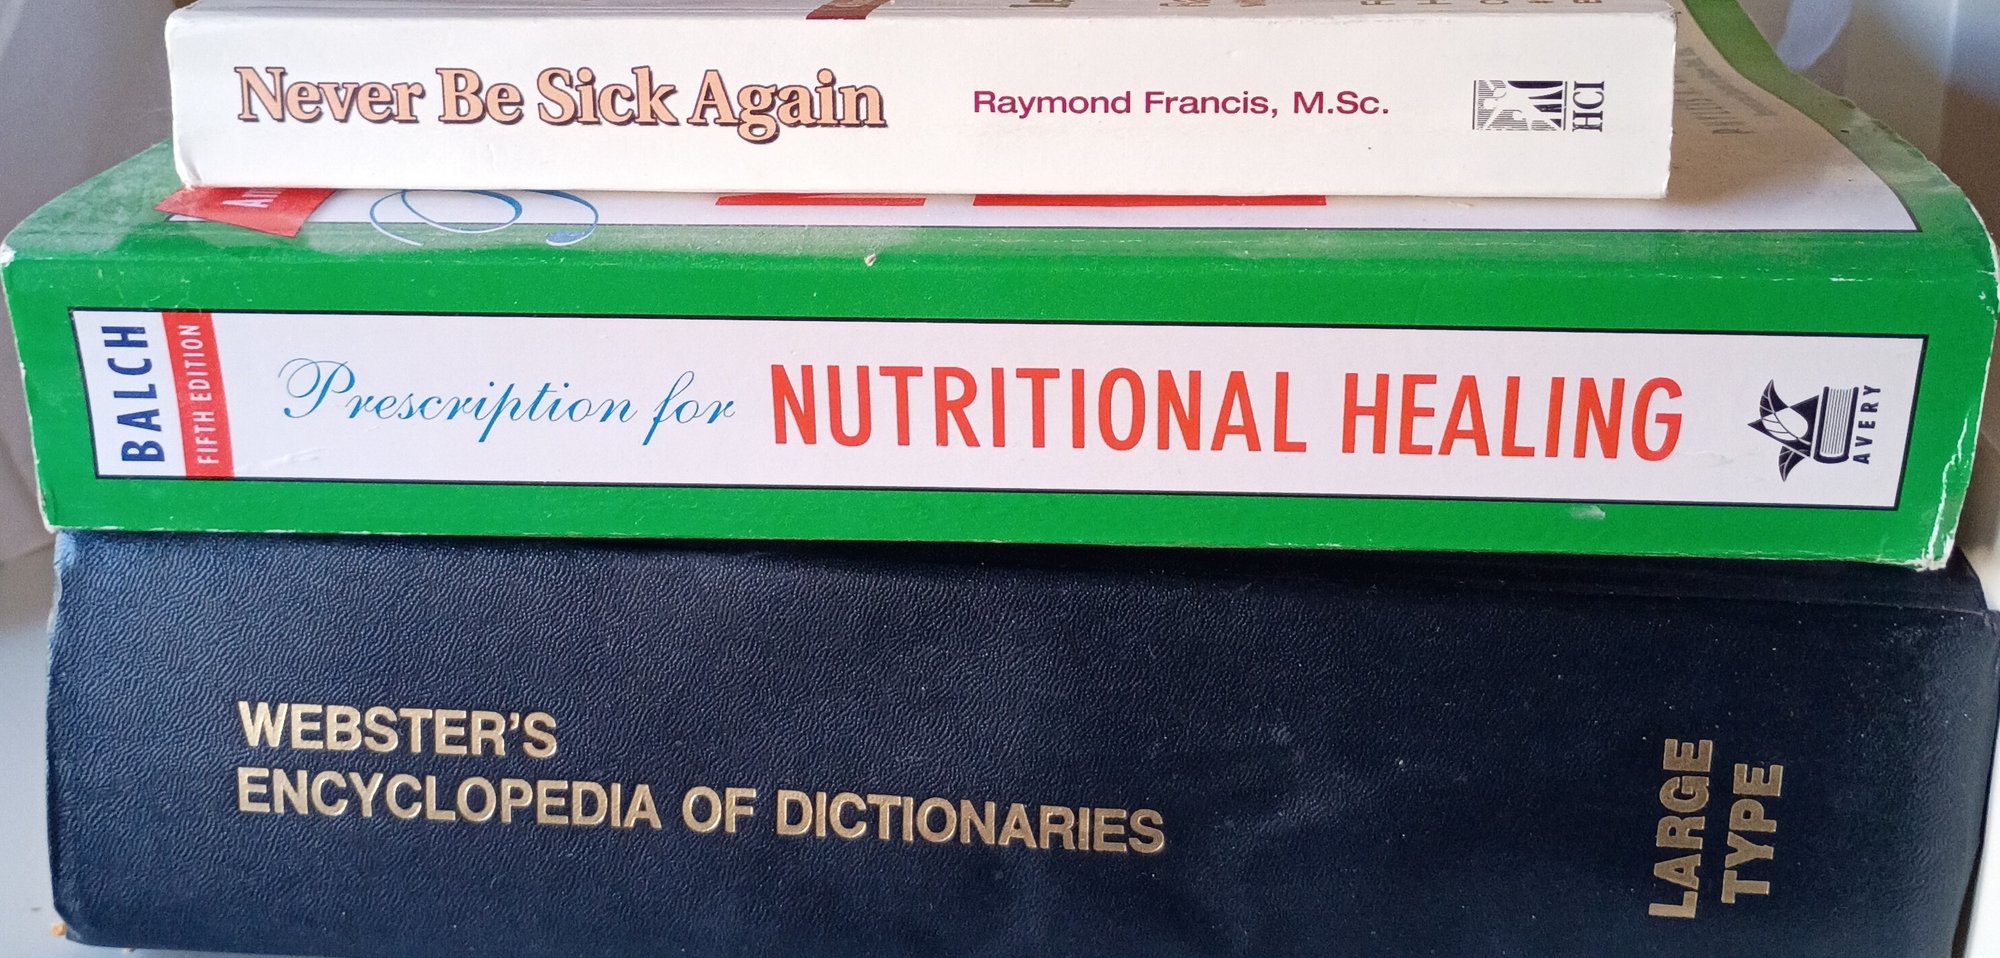 Never Be Sick Again
Raymond Francis, M.Sc.
HCI
BALCH
FIFTH EDITION
Prescription for NUTRITIONAL HEALING
AVERY
WEBSTER'S
ENCYCLOPEDIA OF DICTIONARIES
LARGE
TYPE